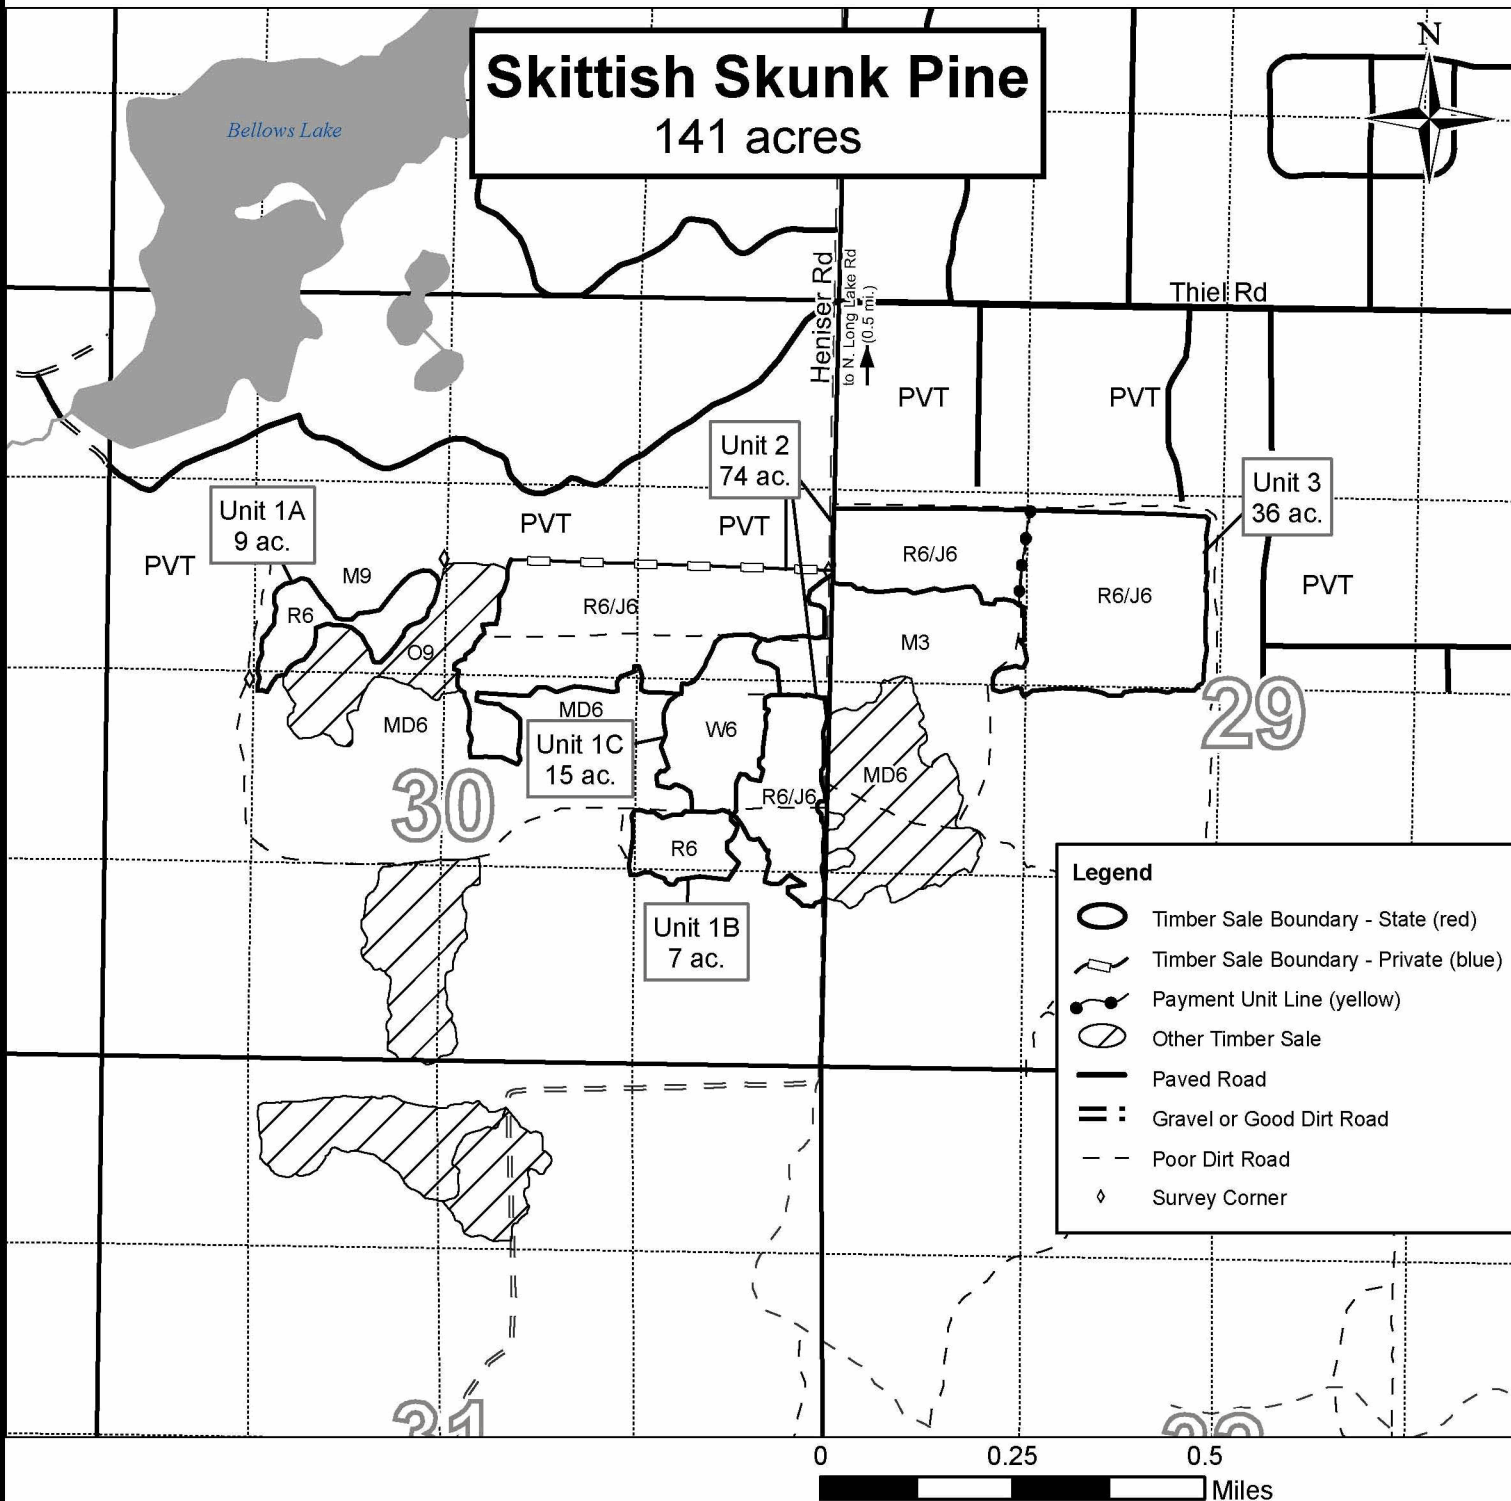 Skittish Skunk Pine
141 acres
N
Bellows Lake
Heniser Rd
to N. Long Lake Rd
(0.5 mi.)
Thiel Rd
PVT
PVT
Unit 2
74 ac.
Unit 3
36 ac.
Unit 1A
9 ac.
PVT
PVT
PVT
PVT
M9
R6
O9
R6/J6
R6/J6
R6/J6
M3
MD6
MD6
W6
Unit 1C
15 ac.
R6/J6
MD6
29
30
R6
Unit 1B
7 ac.
Legend
Timber Sale Boundary - State (red)
Timber Sale Boundary - Private (blue)
Payment Unit Line (yellow)
Other Timber Sale
Paved Road
Gravel or Good Dirt Road
Poor Dirt Road
Survey Corner
31
0 0.25 0.5
Miles